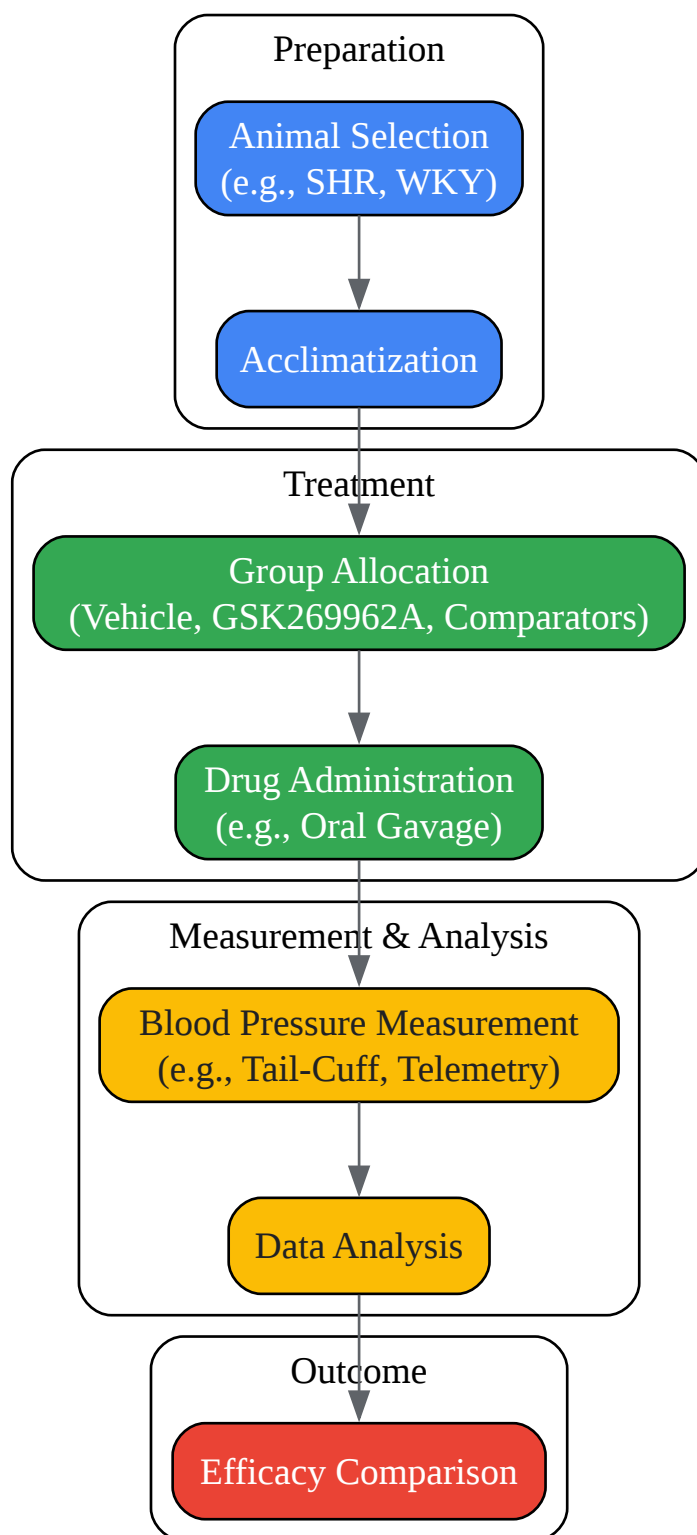 Preparation
Animal Selection
(e.g., SHR, WKY)
Acclimatization
Treatment
Group Allocation
(Vehicle, GSK269962A, Comparators)
Drug Administration
(e.g., Oral Gavage)
Measurement & Analysis
Blood Pressure Measurement
(e.g., Tail-Cuff, Telemetry)
Data Analysis
Outcome
Efficacy Comparison